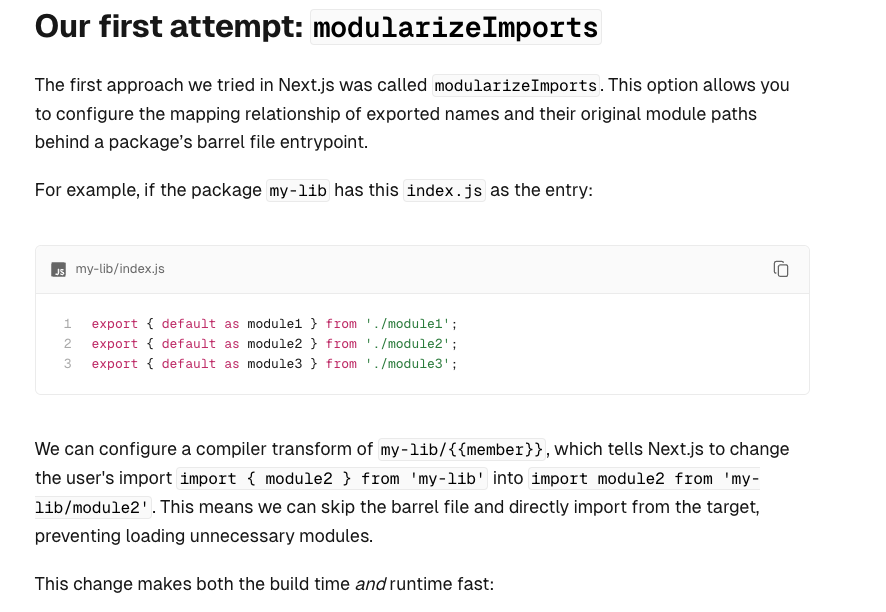 Our first attempt: modularizeImports
The first approach we tried in Next.js was called modularizeImports. This option allows you
to configure the mapping relationship of exported names and their original module paths
behind a package’s barrel file entrypoint.
For example, if the package my-lib has this index.js as the entry:
JS my-lib/index.js
1 export { default as module1 } from './module1';
2 export { default as module2 } from './module2';
3 export { default as module3 } from './module3';
We can configure a compiler transform of my-lib/{{member}}, which tells Next.js to change
the user's import import { module2 } from 'my-lib' into import module2 from 'my-
lib/module2'. This means we can skip the barrel file and directly import from the target,
preventing loading unnecessary modules.
This change makes both the build time and runtime fast: